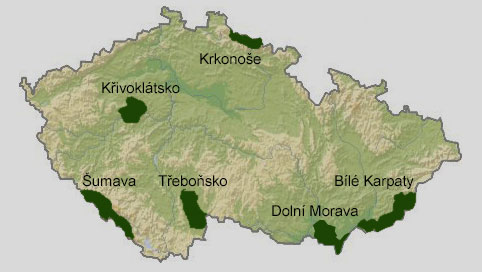 Krkonoše
Křivoklátsko
Šumava
Třeboňsko
Bílé Karpaty
Dolní Morava